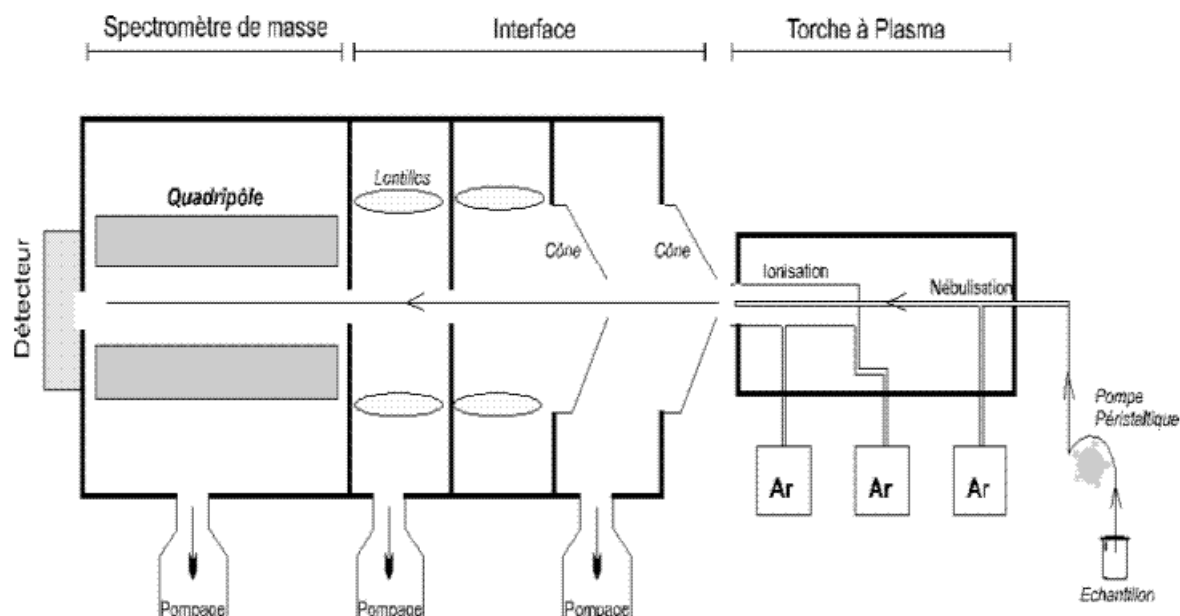 Spectromètre de masse
Interface
Torche à Plasma
Quadripôle
Lentilles
Cône
Cône
Ionisation
Nébulisation
Détecteur
Pompe
Péristaltique
Ar
Ar
Ar
Echantillon
Pompage
Pompage
Pompage